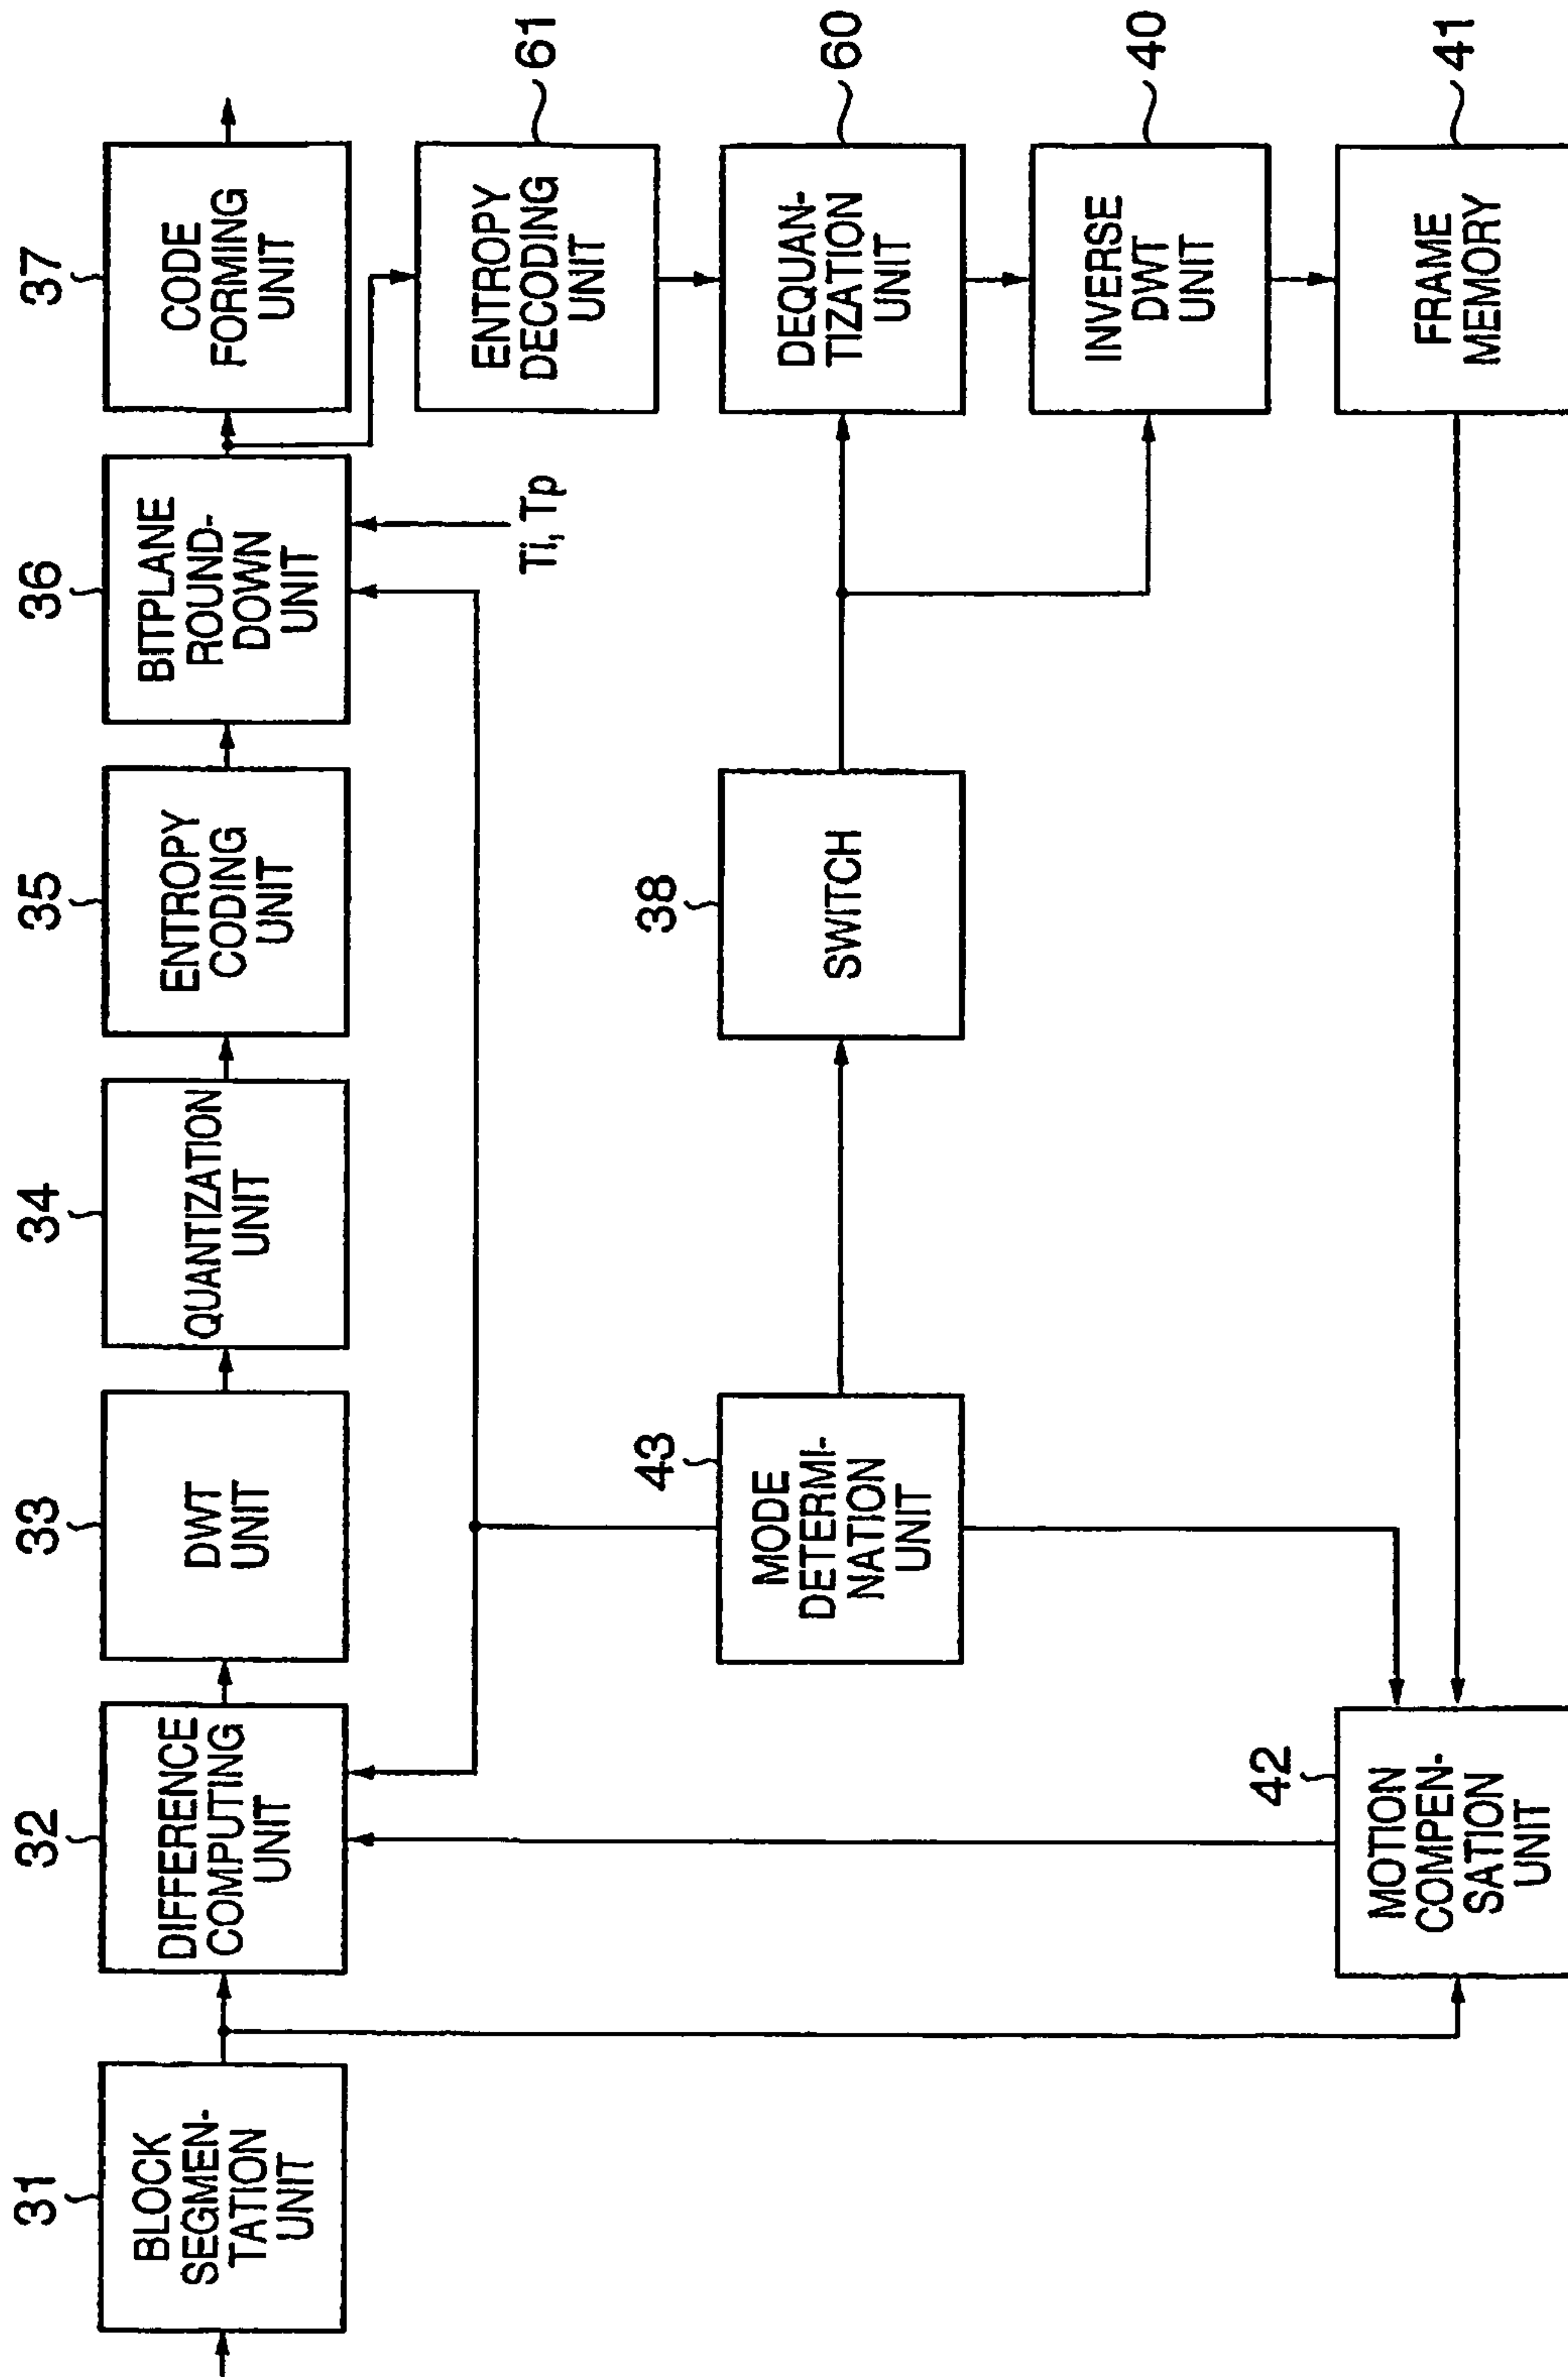 31
BLOCK
SEGMEN-
TATION
UNIT
32
DIFFERENCE
COMPUTING
UNIT
33
DWT
UNIT
34
QUANTIZATION
UNIT
35
ENTROPY
CODING
UNIT
36
BITPLANE
ROUND-
DOWN
UNIT
37
CODE
FORMING
UNIT
Ti, Tp
ENTROPY
DECODING
UNIT
61
43
MODE
DETERMI-
NATION
UNIT
38
SWITCH
DEQUAN-
TIZATION
UNIT
60
INVERSE
DWT
UNIT
40
42
MOTION
COMPEN-
SATION
UNIT
FRAME
MEMORY
41